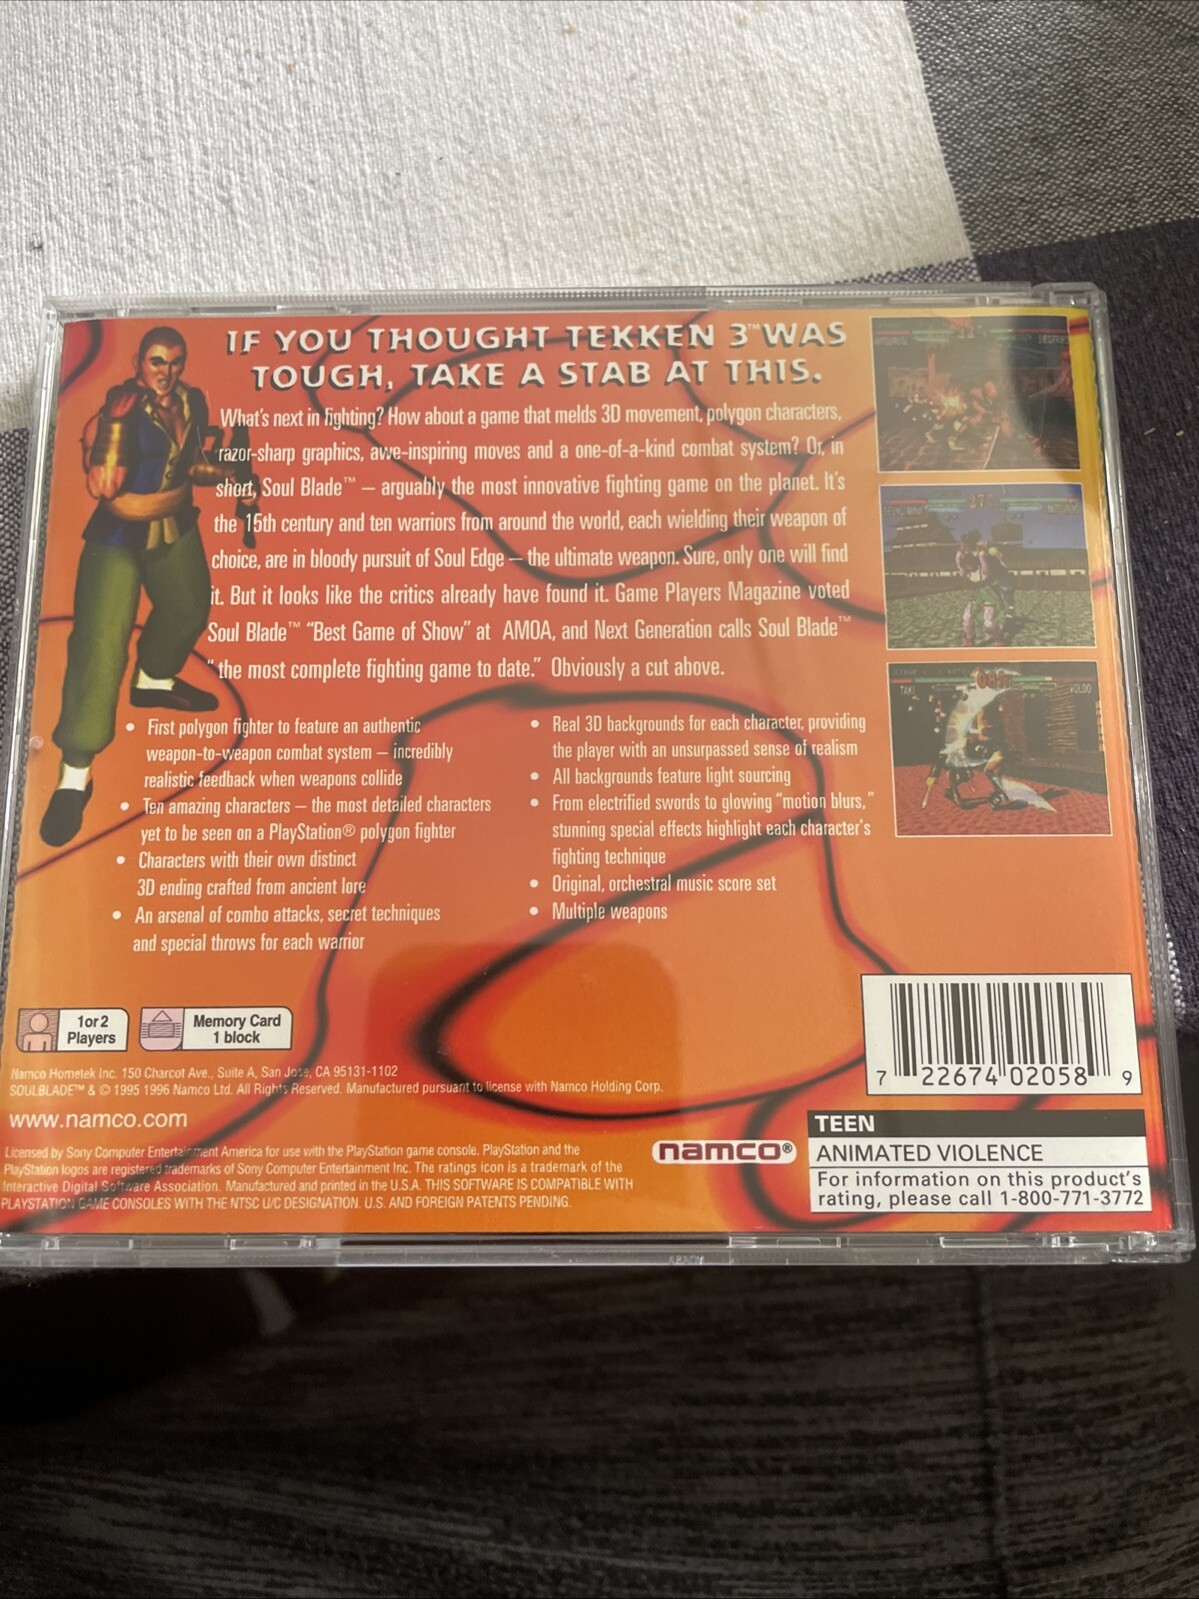 IF YOU THOUGHT TEKKEN 3™ WAS
TOUGH, TAKE A STAB AT THIS.
What's next in fighting? How about a game that melds 3D movement, polygon characters,
razor-sharp graphics, awe-inspiring moves and a one-of-a-kind combat system? Or, in
short, Soul Blade™ – arguably the most innovative fighting game on the planet. It's
the 15th century and ten warriors from around the world, each wielding their weapon of
choice, are in bloody pursuit of Soul Edge – the ultimate weapon. Sure, only one will find
it. But it looks like the critics already have found it. Game Players Magazine voted
Soul Blade™ "Best Game of Show" at AMOA, and Next Generation calls Soul Blade™
"the most complete fighting game to date." Obviously a cut above.
• First polygon fighter to feature an authentic
weapon-to-weapon combat system – incredibly
realistic feedback when weapons collide
• Ten amazing characters – the most detailed characters
yet to be seen on a PlayStation® polygon fighter
• Characters with their own distinct
3D ending crafted from ancient lore
• An arsenal of combo attacks, secret techniques
and special throws for each warrior
• Real 3D backgrounds for each character, providing
the player with an unsurpassed sense of realism
• All backgrounds feature light sourcing
• From electrified swords to glowing "motion blurs,"
stunning special effects highlight each character's
fighting technique
• Original, orchestral music score set
• Multiple weapons
TAKI
VOLDO
1 or 2
Players
Memory Card
1 block
Namco Hometek Inc. 150 Charcot Ave., Suite A, San Jose, CA 95131-1102
SOULBLADE™ & © 1995 1996 Namco Ltd. All Rights Reserved. Manufactured pursuant to license with Namco Holding Corp.
www.namco.com
Licensed by Sony Computer Entertainment America for use with the PlayStation game console. PlayStation and the
PlayStation logos are registered trademarks of Sony Computer Entertainment Inc. The ratings icon is a trademark of the
Interactive Digital Software Association. Manufactured and printed in the U.S.A. THIS SOFTWARE IS COMPATIBLE WITH
PLAYSTATION GAME CONSOLES WITH THE NTSC U/C DESIGNATION. U.S. AND FOREIGN PATENTS PENDING.
namco®
7 22674 02058 9
TEEN
ANIMATED VIOLENCE
For information on this product's
rating, please call 1-800-771-3772